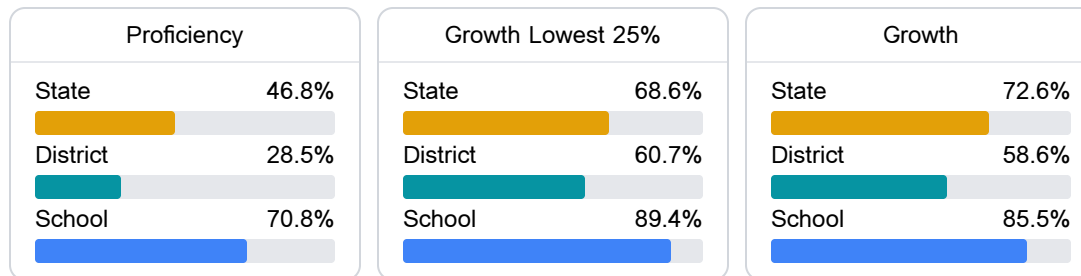 Proficiency
State 46.8%
District 28.5%
School 70.8%
Growth Lowest 25%
State 68.6%
District 60.7%
School 89.4%
Growth
State 72.6%
District 58.6%
School 85.5%